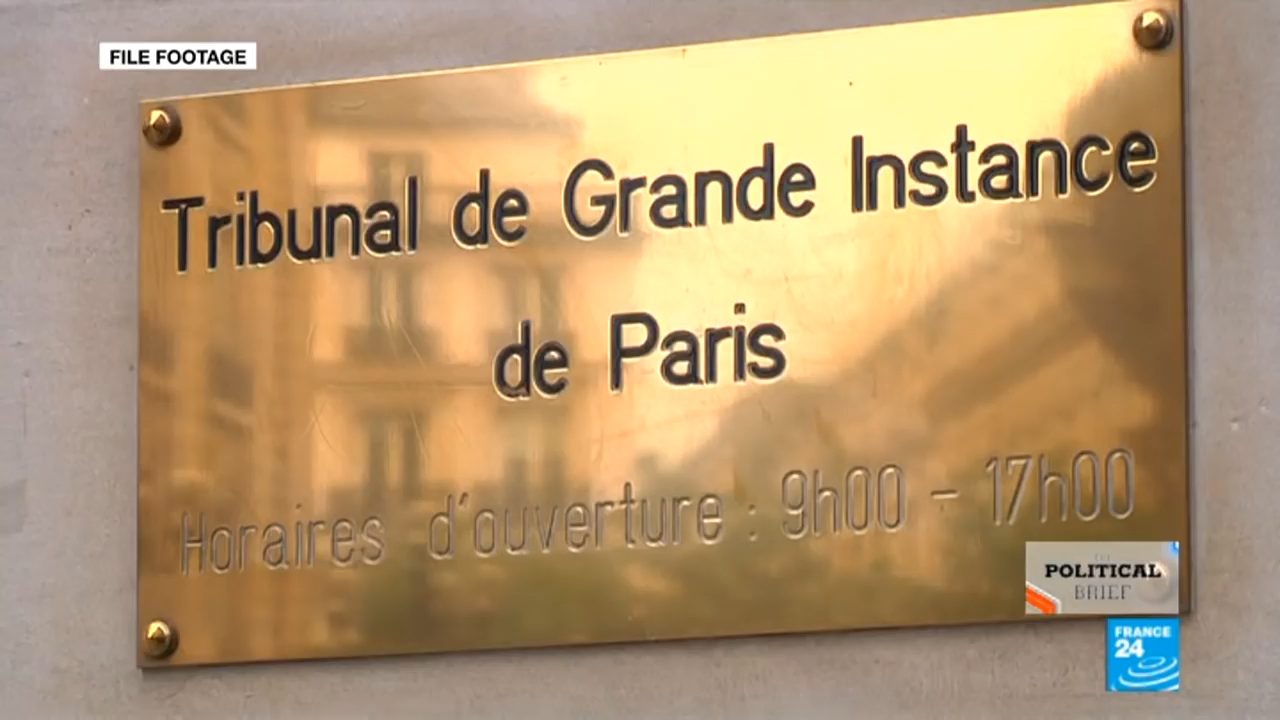 FILE FOOTAGE
Tribunal de Grande Instance
de Paris
Horaires d'ouverture : 9h00 - 17h00
POLITICAL
BRIEF
FRANCE
24